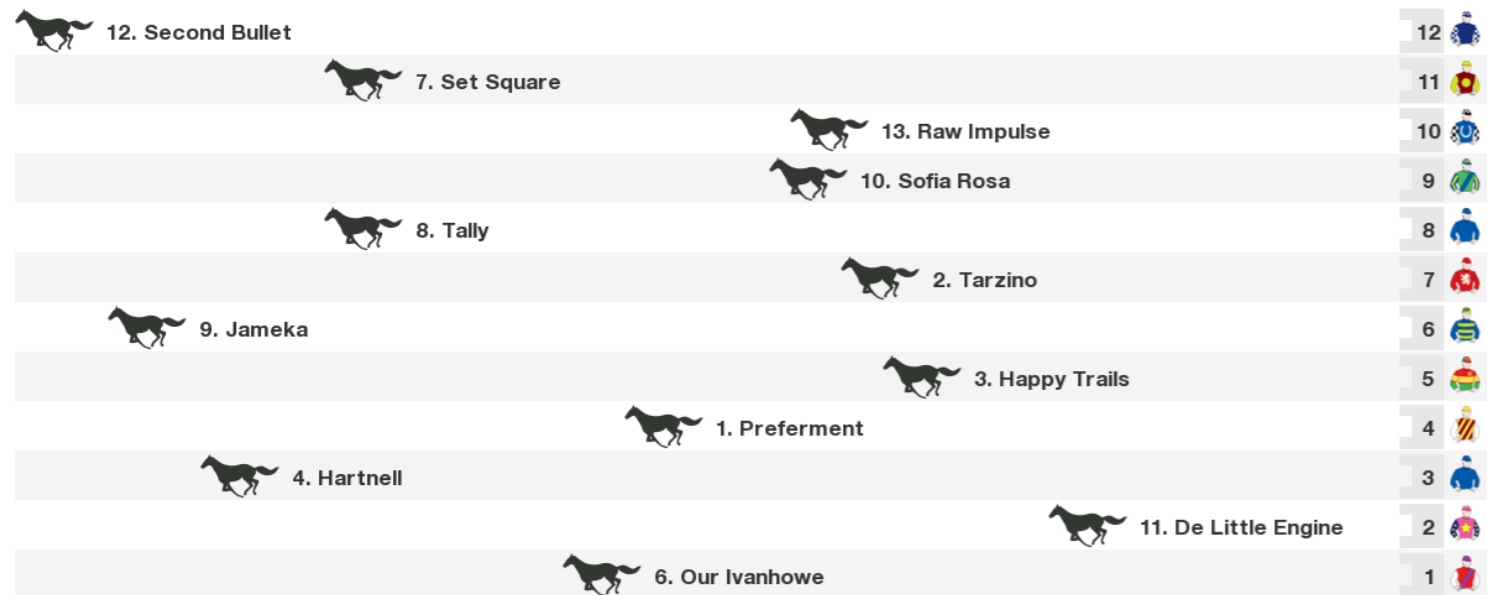 12. Second Bullet 12
7. Set Square 11
13. Raw Impulse 10
10. Sofia Rosa 9
8. Tally 8
2. Tarzino 7
9. Jameka 6
3. Happy Trails 5
1. Preferment 4
4. Hartnell 3
11. De Little Engine 2
6. Our Ivanhowe 1